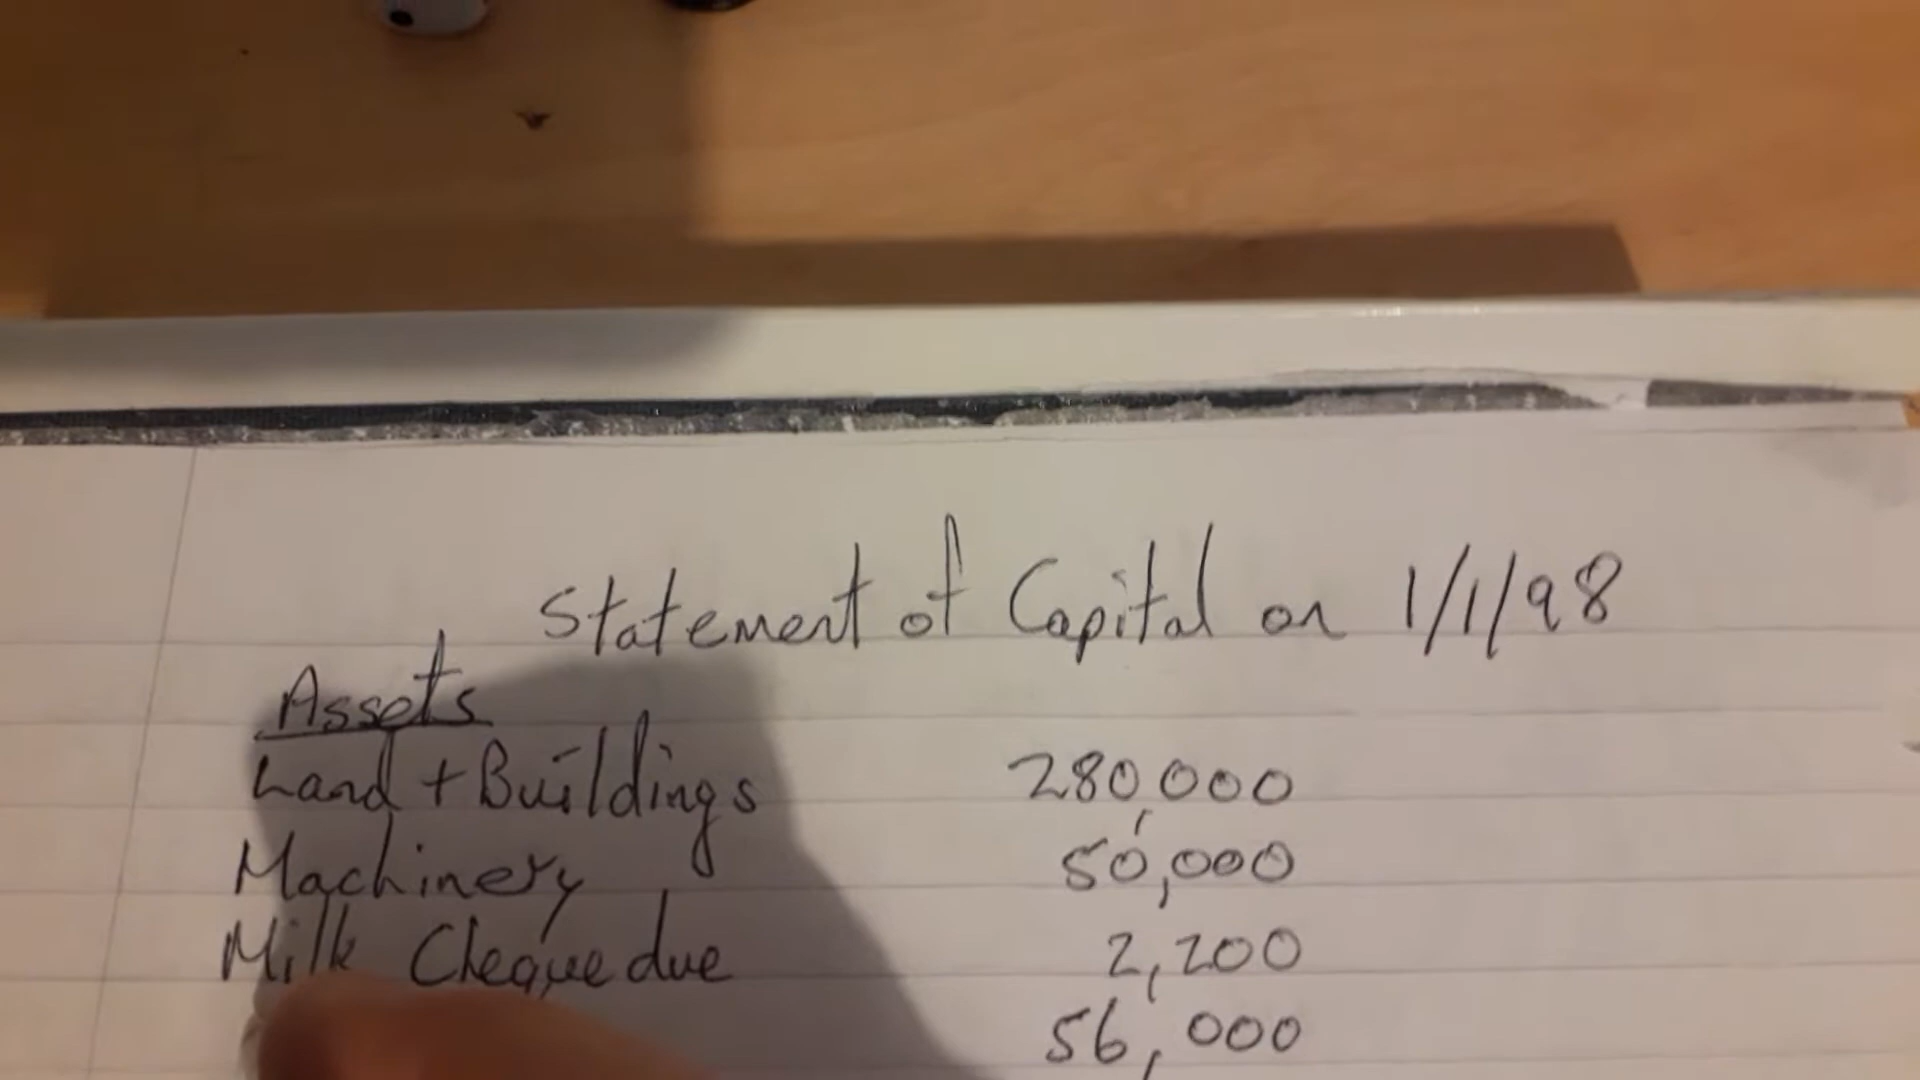 Statement of Capital on 1/1/98
Assets
Land + Buildings 280,000
Machinery 50,000
Milk Cheque due 2,200
56,000